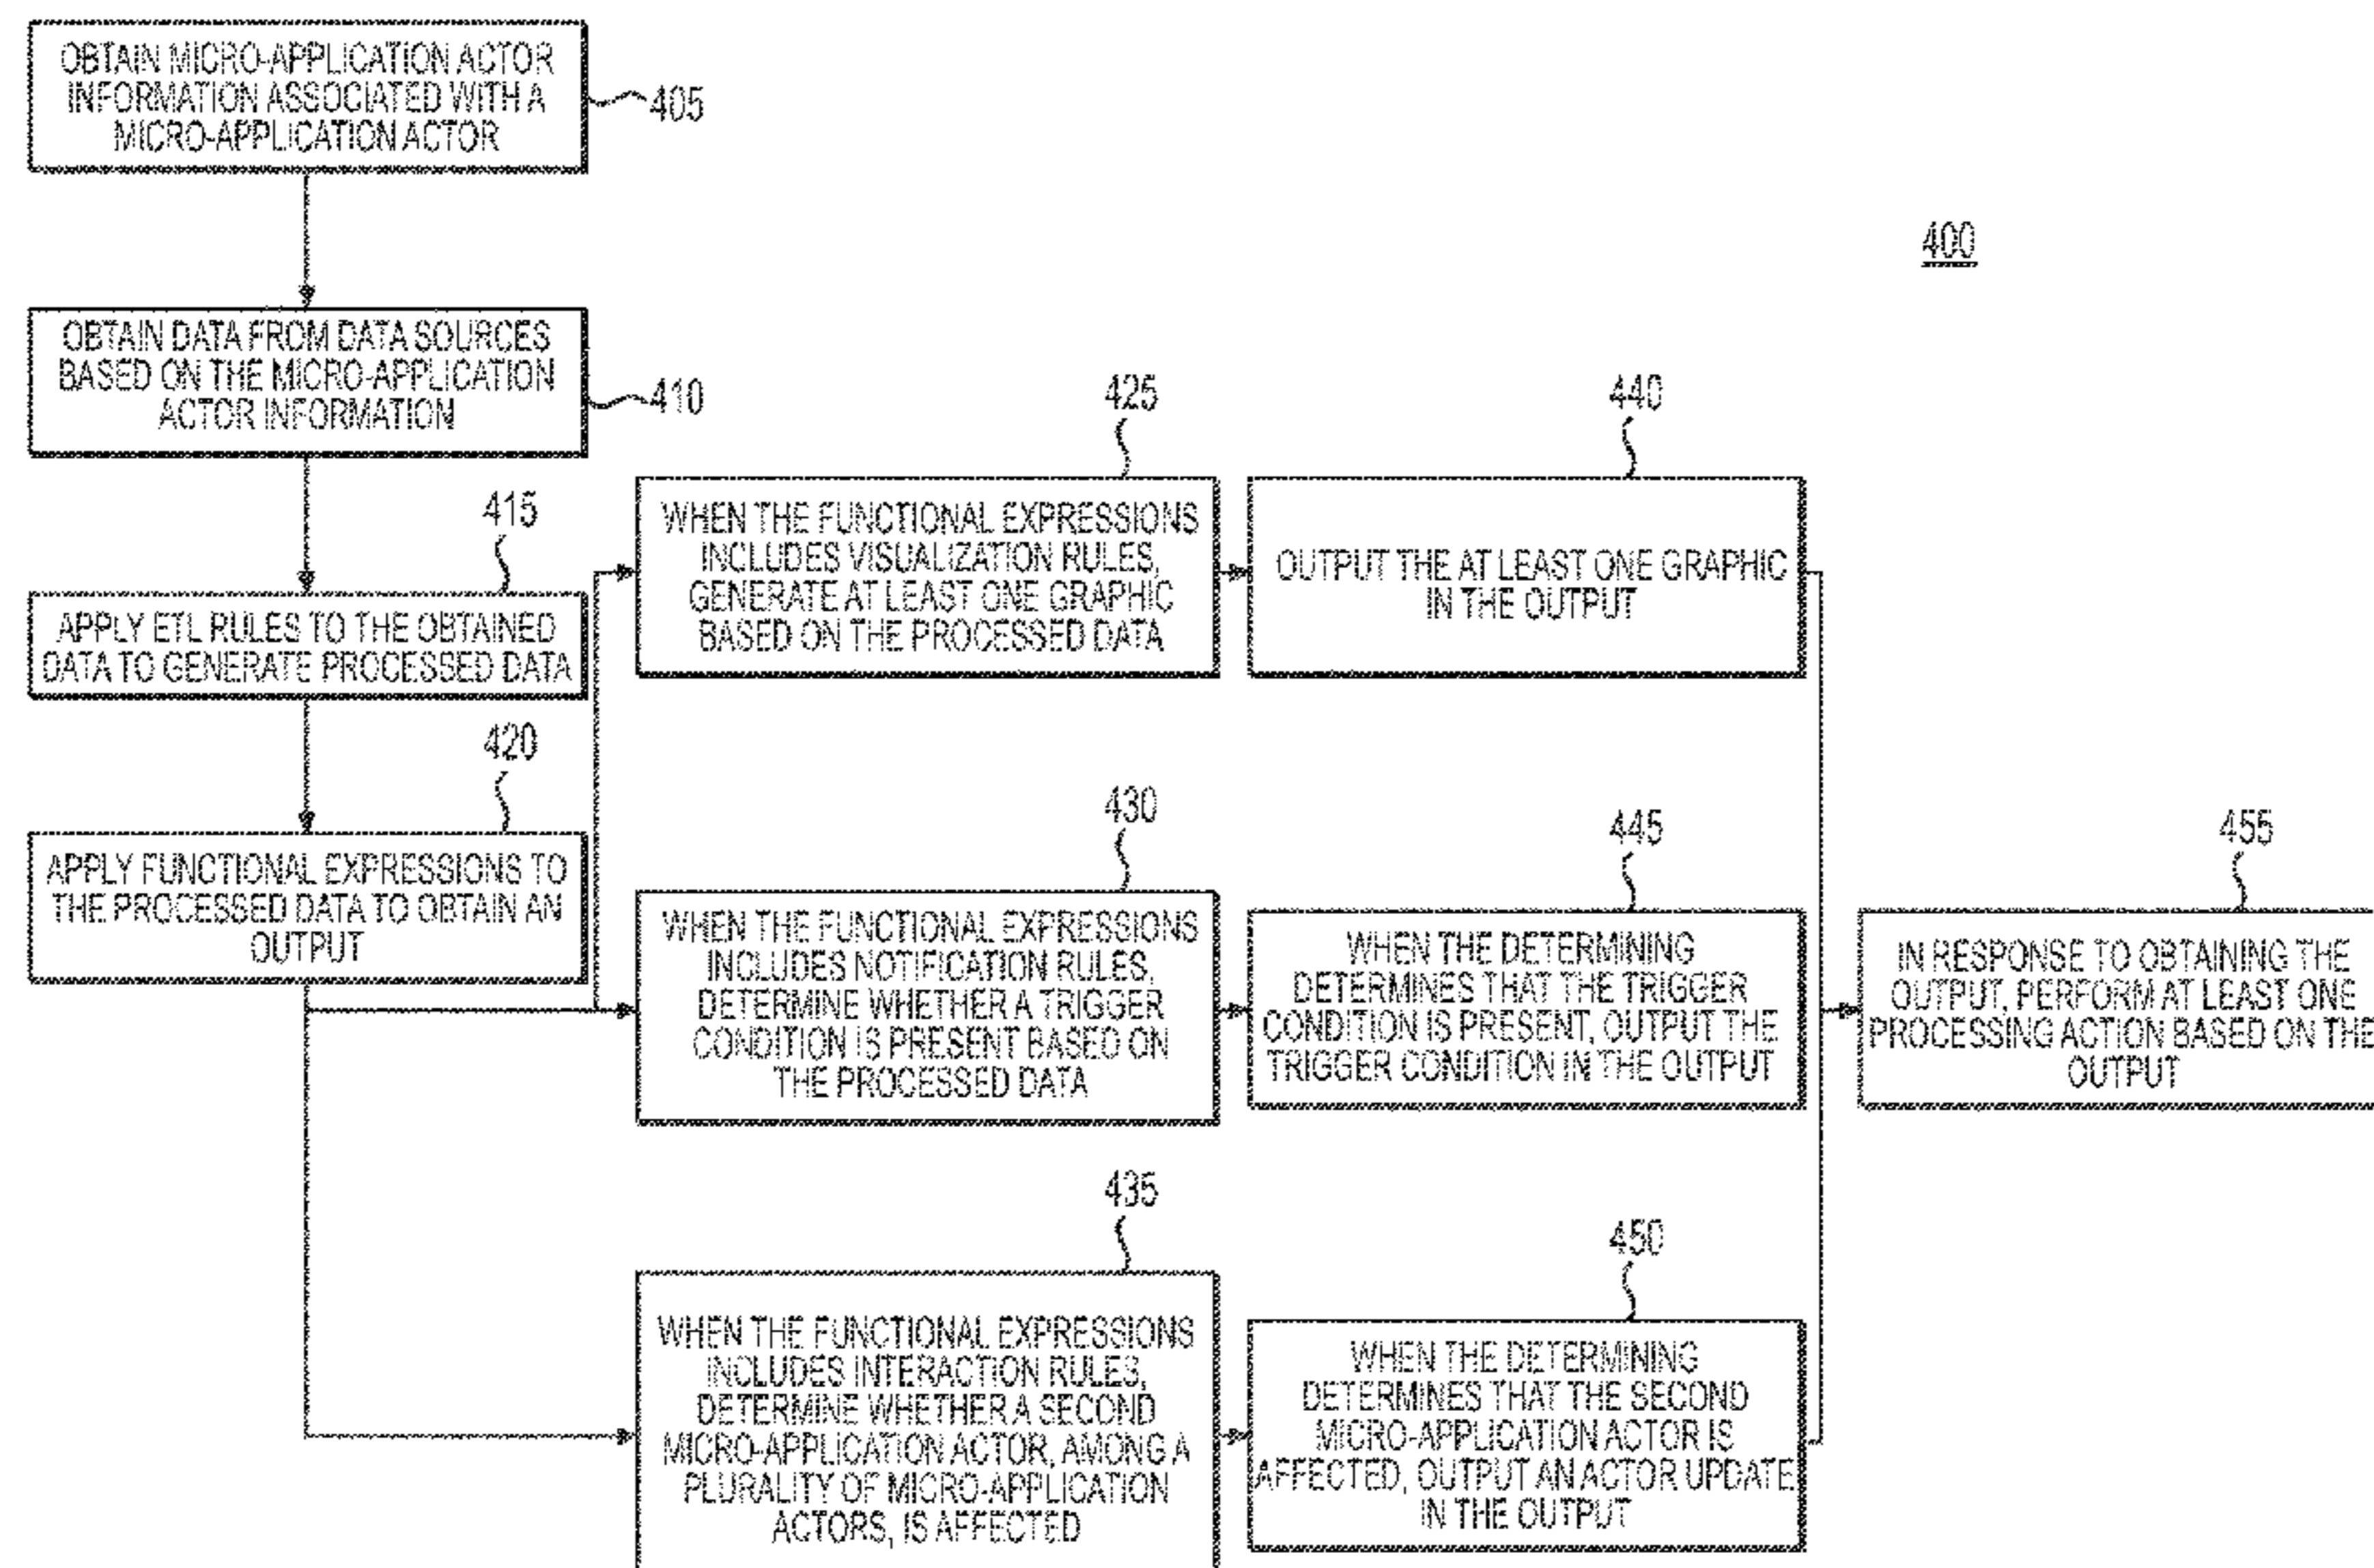 OBTAIN MICRO-APPLICATION ACTOR
INFORMATION ASSOCIATED WITH A
MICRO-APPLICATION ACTOR
405
400
OBTAIN DATA FROM DATA SOURCES
BASED ON THE MICRO-APPLICATION
ACTOR INFORMATION
410
415
APPLY ETL RULES TO THE OBTAINED
DATA TO GENERATE PROCESSED DATA
420
APPLY FUNCTIONAL EXPRESSIONS TO
THE PROCESSED DATA TO OBTAIN AN
OUTPUT
425
WHEN THE FUNCTIONAL EXPRESSIONS
INCLUDES VISUALIZATION RULES,
GENERATE AT LEAST ONE GRAPHIC
BASED ON THE PROCESSED DATA
440
OUTPUT THE AT LEAST ONE GRAPHIC
IN THE OUTPUT
430
WHEN THE FUNCTIONAL EXPRESSIONS
INCLUDES NOTIFICATION RULES,
DETERMINE WHETHER A TRIGGER
CONDITION IS PRESENT BASED ON
THE PROCESSED DATA
445
WHEN THE DETERMINING
DETERMINES THAT THE TRIGGER
CONDITION IS PRESENT, OUTPUT THE
TRIGGER CONDITION IN THE OUTPUT
435
WHEN THE FUNCTIONAL EXPRESSIONS
INCLUDES INTERACTION RULES,
DETERMINE WHETHER A SECOND
MICRO-APPLICATION ACTOR, AMONG A
PLURALITY OF MICRO-APPLICATION
ACTORS, IS AFFECTED
450
WHEN THE DETERMINING
DETERMINES THAT THE SECOND
MICRO-APPLICATION ACTOR IS
AFFECTED, OUTPUT AN ACTOR UPDATE
IN THE OUTPUT
455
IN RESPONSE TO OBTAINING THE
OUTPUT, PERFORM AT LEAST ONE
PROCESSING ACTION BASED ON THE
OUTPUT